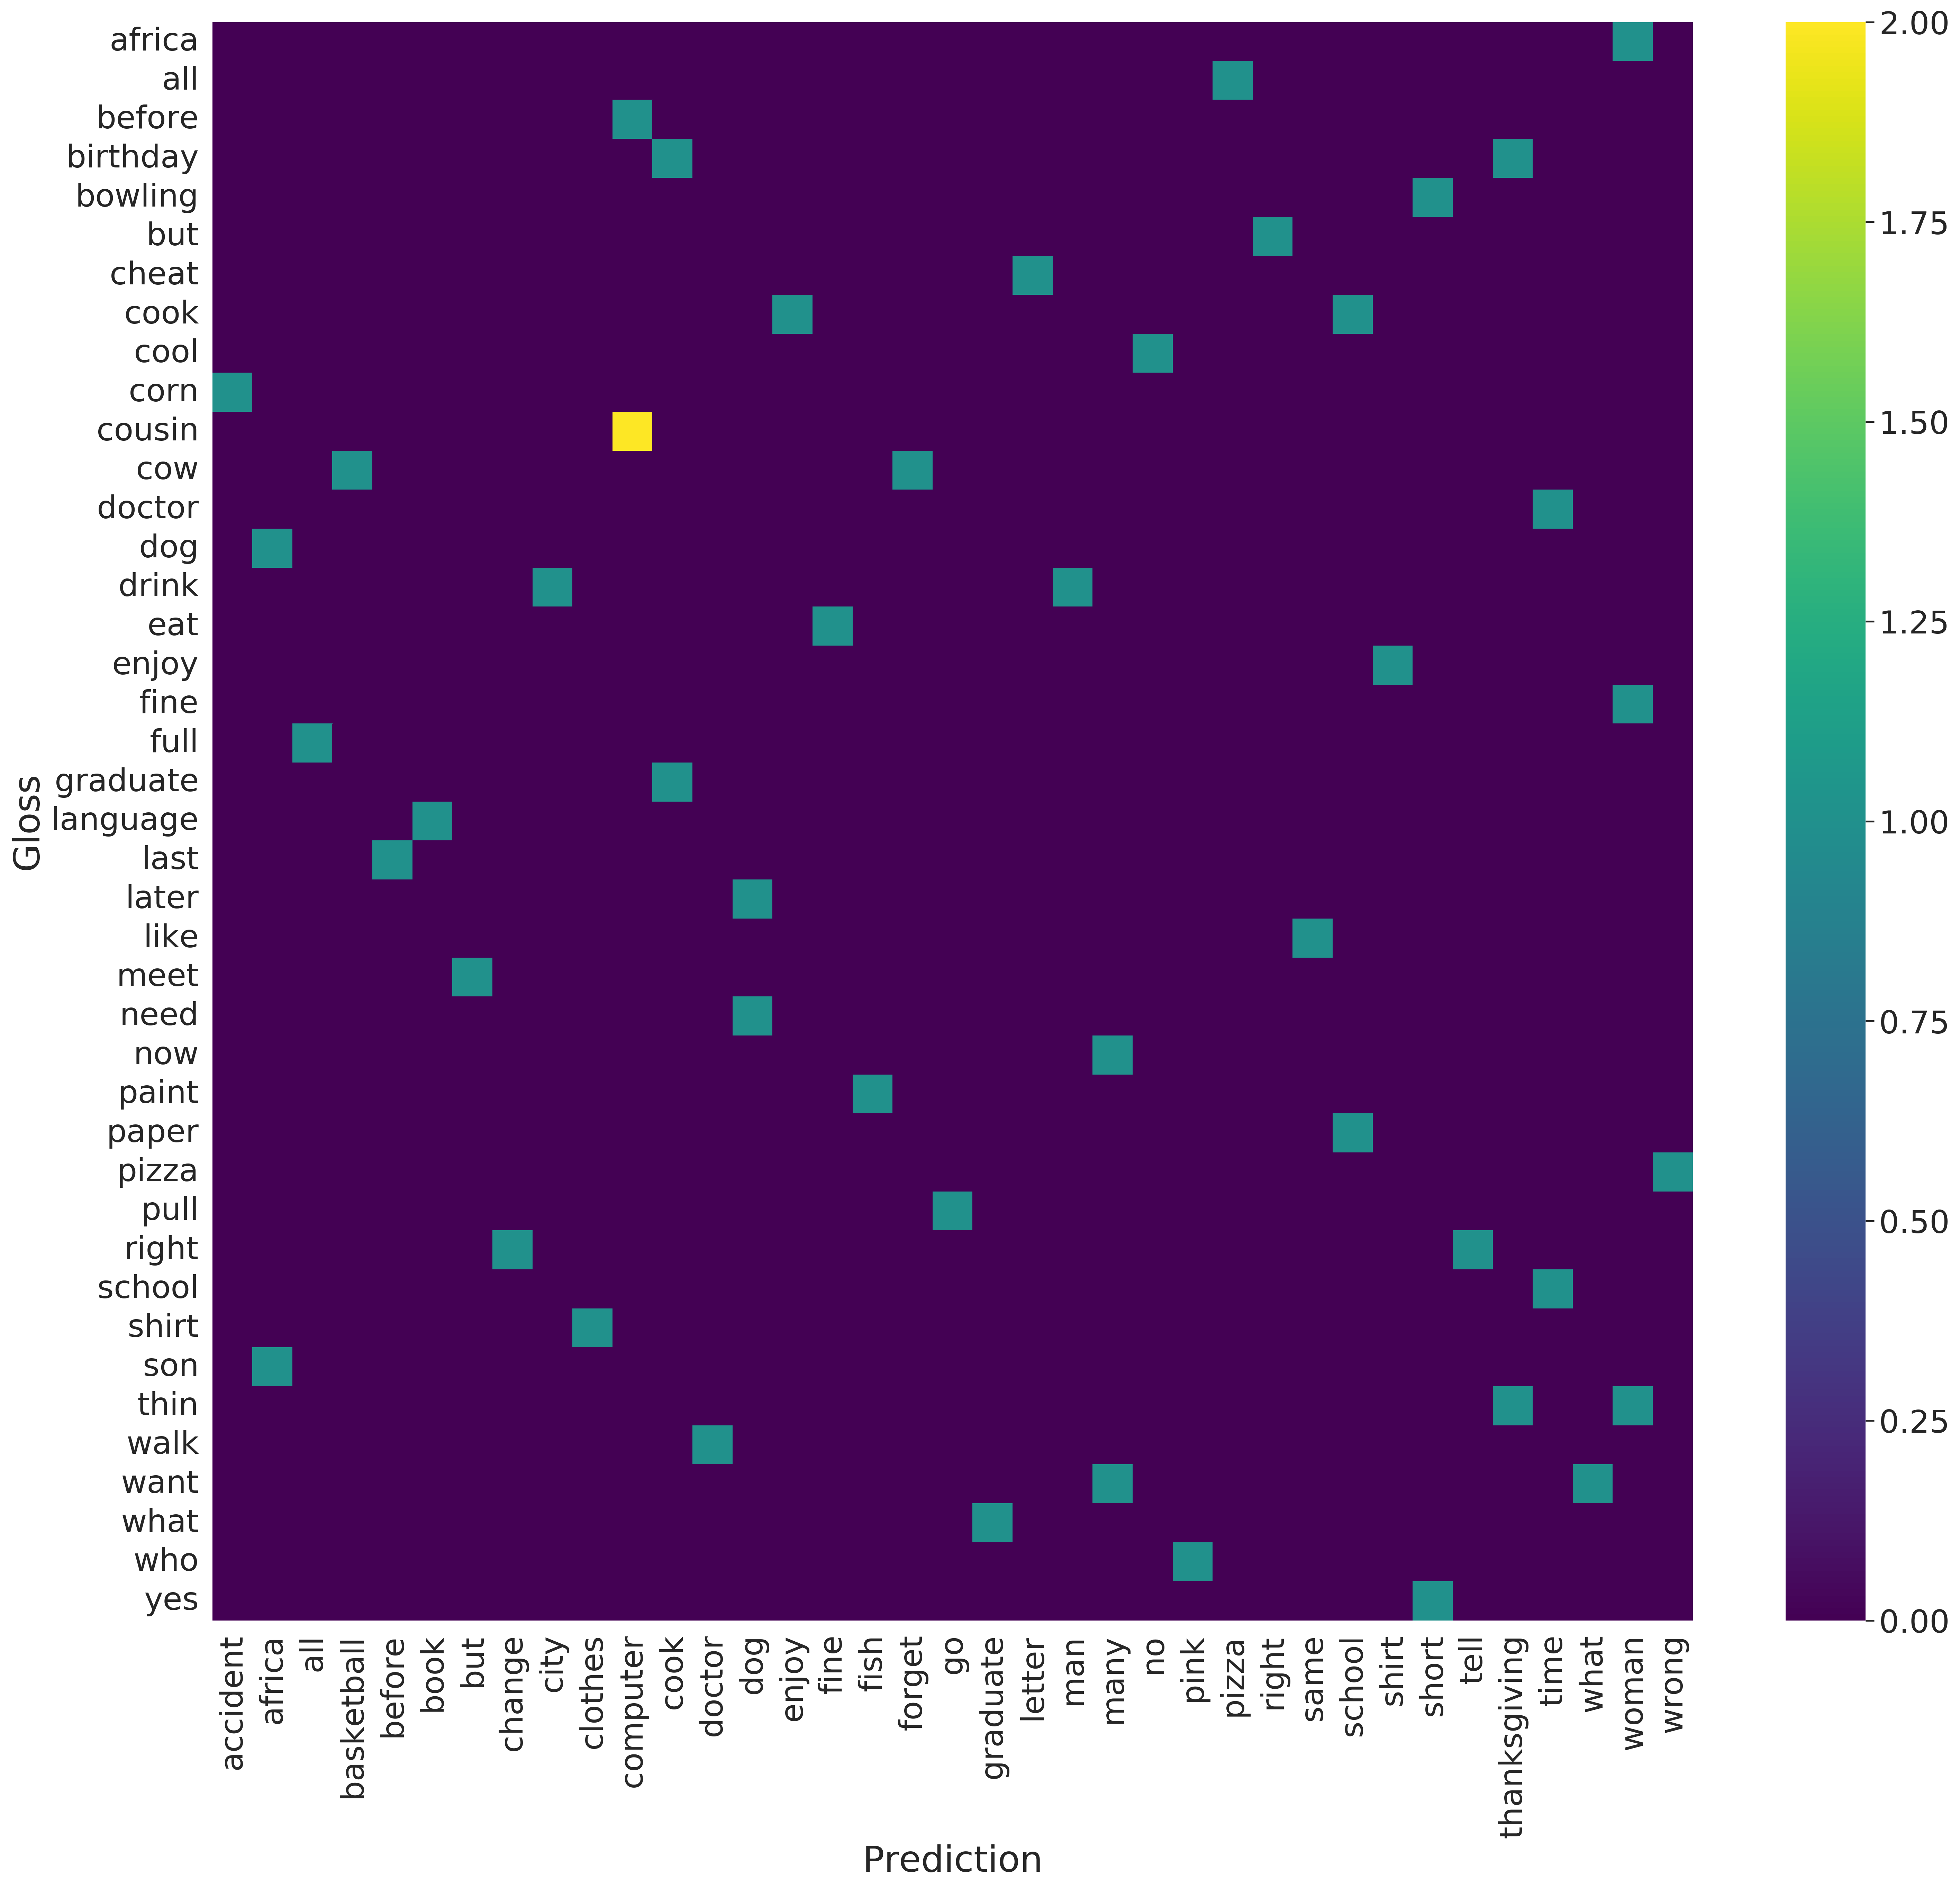 africa
all
before
birthday
bowling
but
cheat
cook
cool
corn
cousin
cow
doctor
dog
drink
eat
enjoy
fine
full
graduate
language
last
later
like
meet
need
now
paint
paper
pizza
pull
right
school
shirt
son
thin
walk
want
what
who
yes
Gloss
accident
africa
all
basketball
before
book
but
change
city
clothes
computer
cook
doctor
dog
enjoy
fine
fish
forget
go
graduate
letter
man
many
no
pink
pizza
right
same
school
shirt
short
tell
thanksgiving
time
what
woman
wrong
Prediction
2.00
1.75
1.50
1.25
1.00
0.75
0.50
0.25
0.00